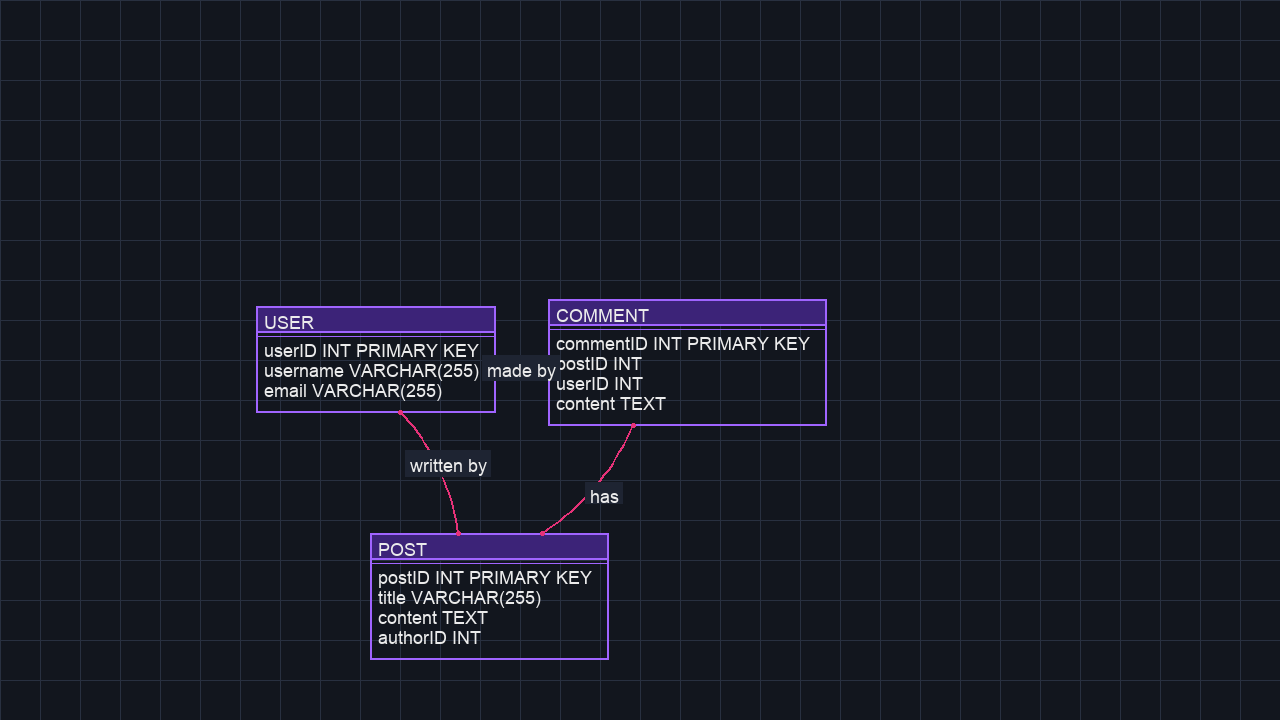 USER
userID INT PRIMARY KEY
username VARCHAR(255)
email VARCHAR(255)
made by
COMMENT
commentID INT PRIMARY KEY
postID INT
userID INT
content TEXT
written by
has
POST
postID INT PRIMARY KEY
title VARCHAR(255)
content TEXT
authorID INT